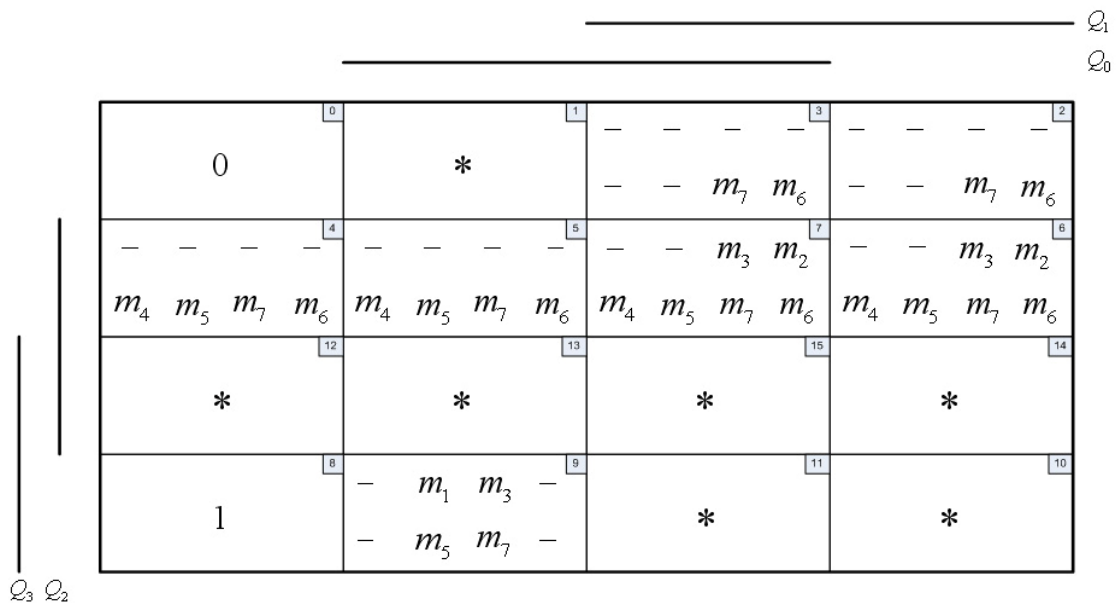 Q₁
Q₀
0 1 3 2
0 * – – – – – – – –
– – m₇ m₆ – – m₇ m₆
4 5 7 6
– – – – – – – – – – m₃ m₂ – – m₃ m₂
m₄ m₅ m₇ m₆ m₄ m₅ m₇ m₆ m₄ m₅ m₇ m₆ m₄ m₅ m₇ m₆
12 13 15 14
* * * *
8 9 11 10
– m₁ m₃ –
1 * *
– m₅ m₇ –
Q₃ Q₂